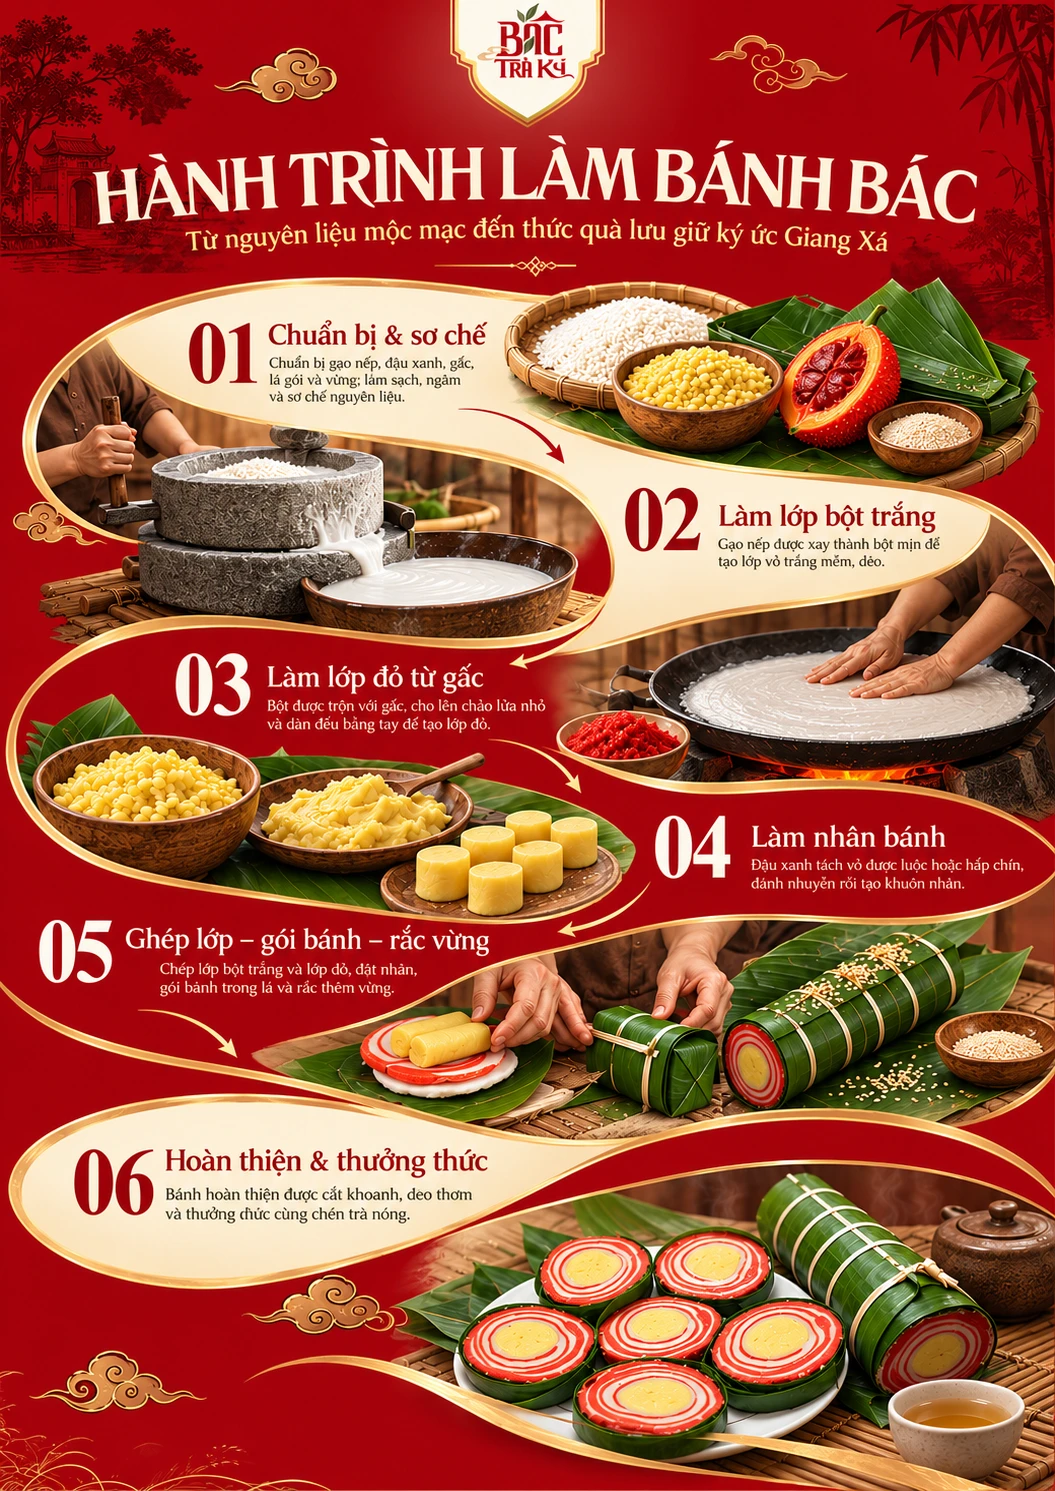 BÁC
TRÀ KÝ
HÀNH TRÌNH LÀM BÁNH BÁC
Từ nguyên liệu mộc mạc đến thức quà lưu giữ ký ức Giang Xá
01 Chuẩn bị & sơ chế
Chuẩn bị gạo nếp, đậu xanh, gấc,
lá gói và vừng; làm sạch, ngâm
và sơ chế nguyên liệu.
02 Làm lớp bột trắng
Gạo nếp được xay thành bột mịn để
tạo lớp vỏ trắng mềm, dẻo.
03 Làm lớp đỏ từ gấc
Bột được trộn với gấc, cho lên chảo lửa nhỏ
và dàn đều bằng tay để tạo lớp đỏ.
04 Làm nhân bánh
Đậu xanh tách vỏ được luộc hoặc hấp chín,
đánh nhuyễn rồi tạo khuôn nhân.
05 Ghép lớp – gói bánh – rắc vừng
Ghép lớp bột trắng và lớp đỏ, đặt nhân,
gói bánh trong lá và rắc thêm vừng.
06 Hoàn thiện & thưởng thức
Bánh hoàn thiện được cắt khoanh, dẻo thơm
và thưởng thức cùng chén trà nóng.